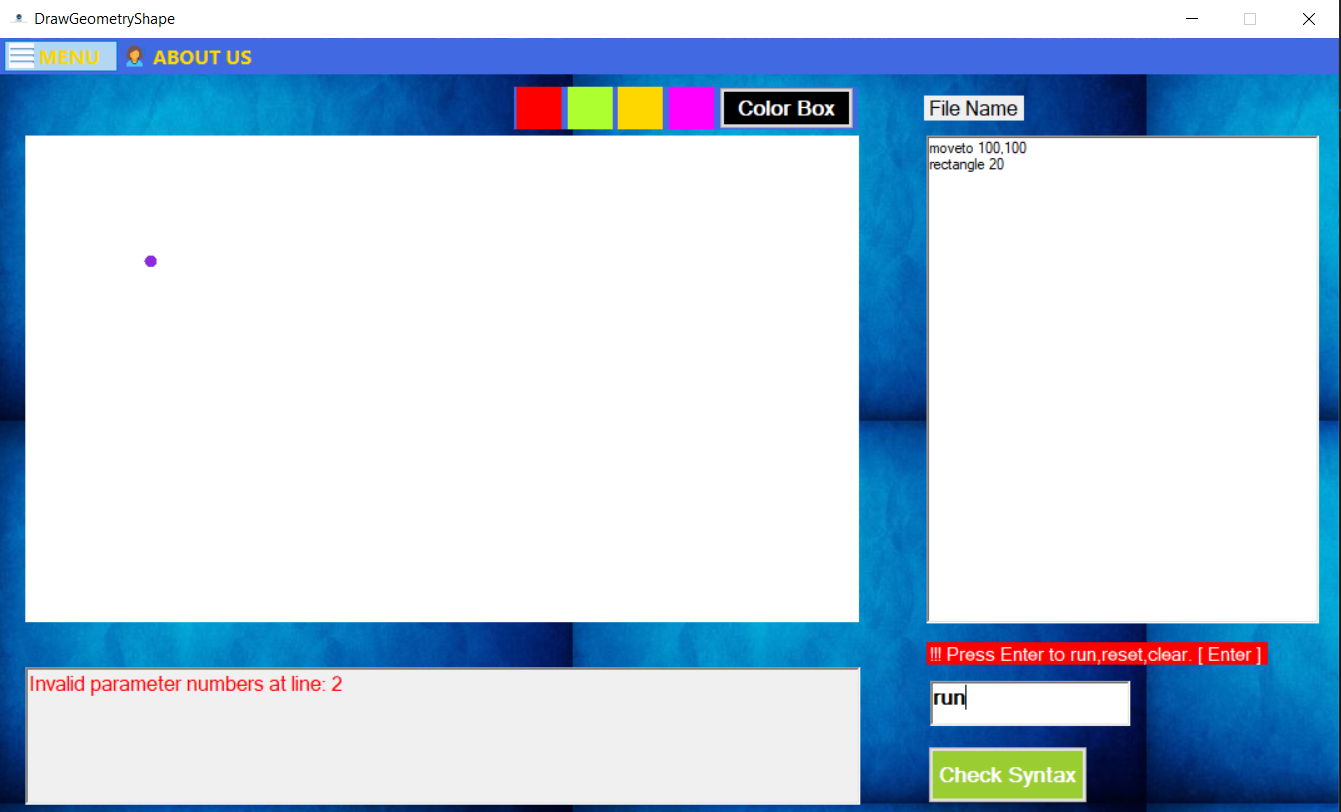 DrawGeometryShape
MENU ABOUT US
Color Box
File Name
moveto 100,100
rectangle 20
!!! Press Enter to run,reset,clear. [ Enter ]
run
Check Syntax
Invalid parameter numbers at line: 2